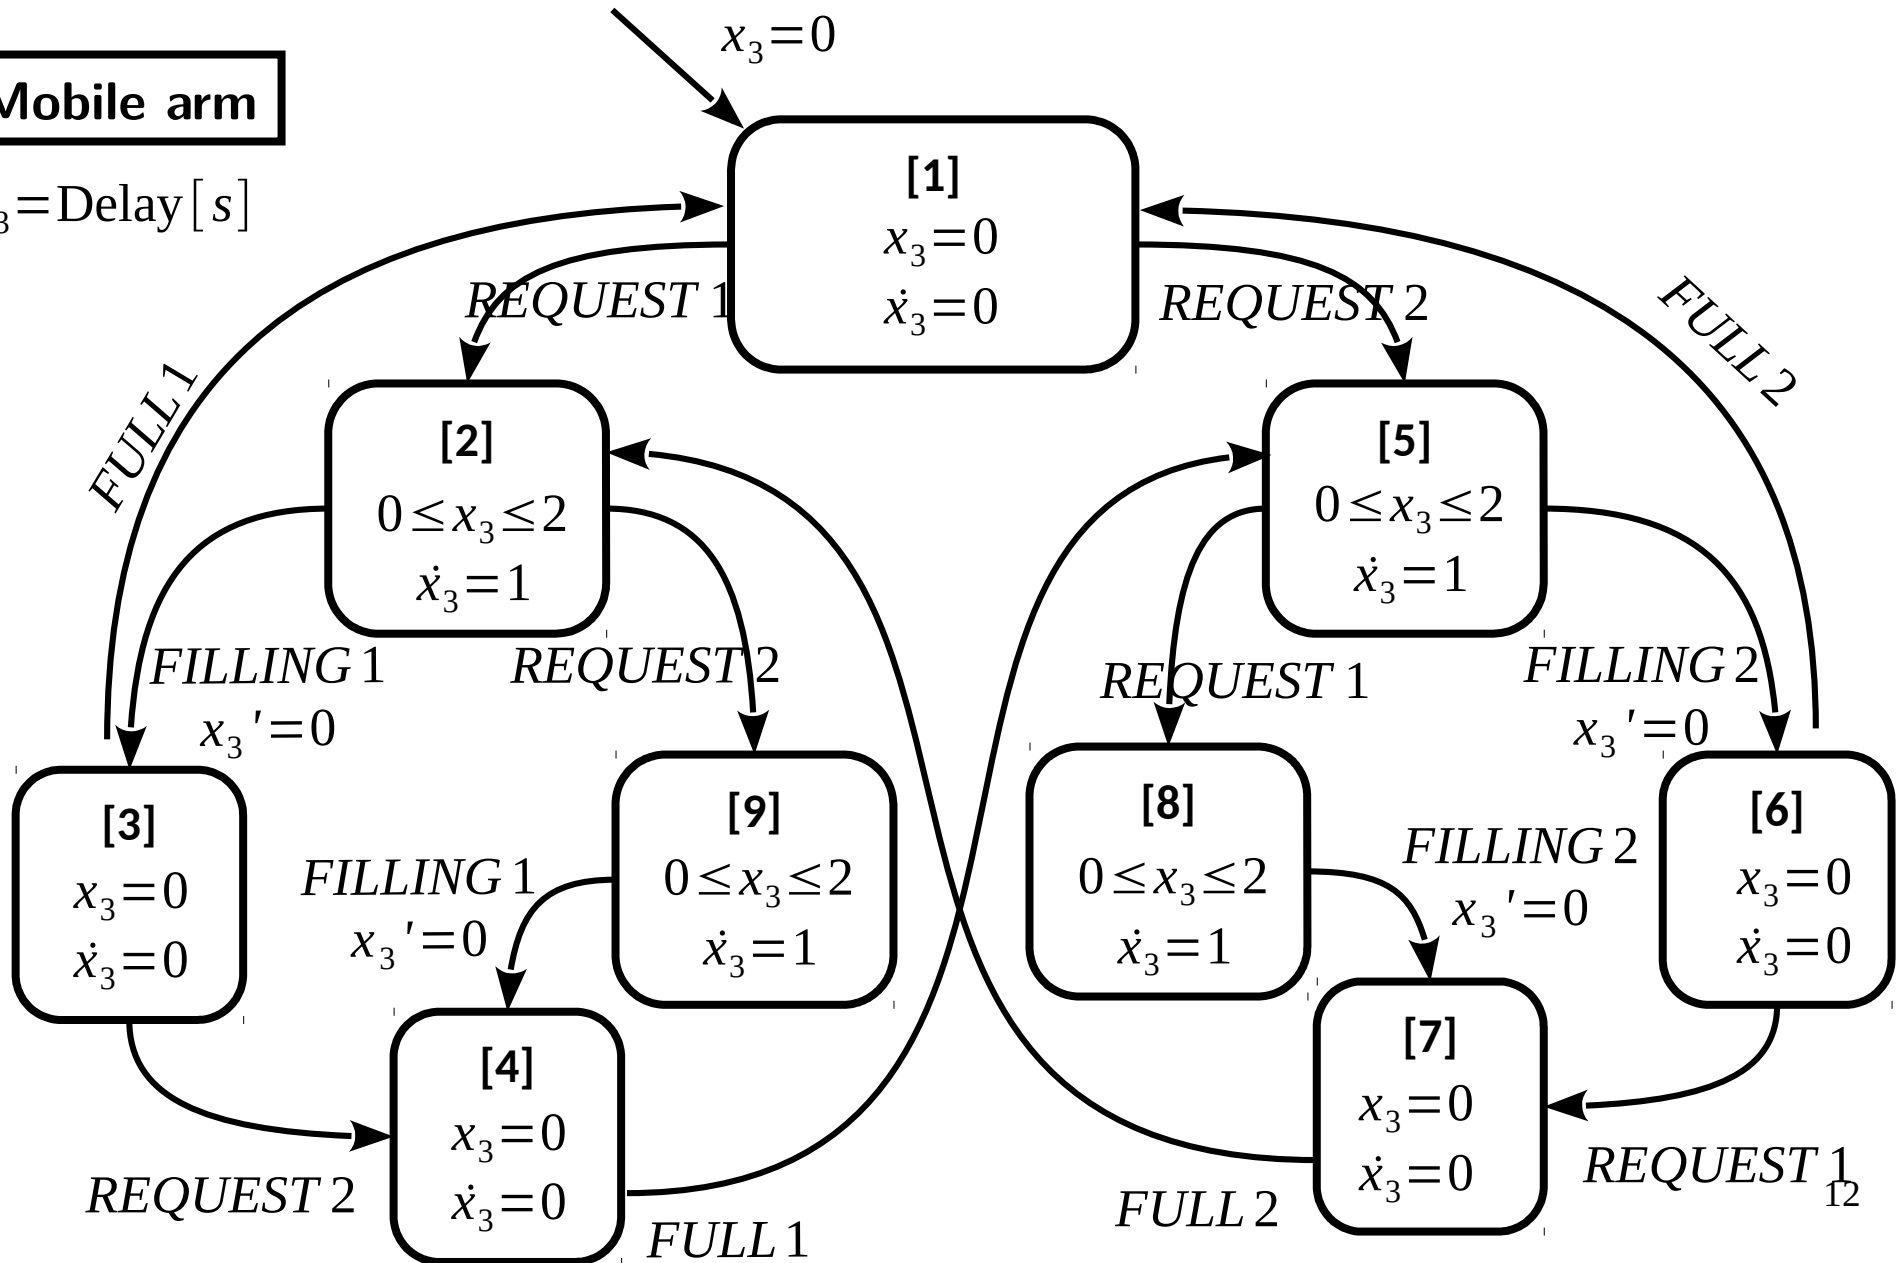 x3=0
Mobile arm
3=Delay[s]
[1]
x3=0
ẋ3=0
REQUEST 1
REQUEST 2
FULL 1
FULL 2
[2]
0≤x3≤2
ẋ3=1
[5]
0≤x3≤2
ẋ3=1
FILLING 1
x3'=0
REQUEST 2
REQUEST 1
FILLING 2
x3'=0
[3]
x3=0
ẋ3=0
[9]
0≤x3≤2
ẋ3=1
[8]
0≤x3≤2
ẋ3=1
[6]
x3=0
ẋ3=0
FILLING 1
x3'=0
FILLING 2
x3'=0
[4]
x3=0
ẋ3=0
[7]
x3=0
ẋ3=0
REQUEST 2
FULL 1
FULL 2
REQUEST 1
12